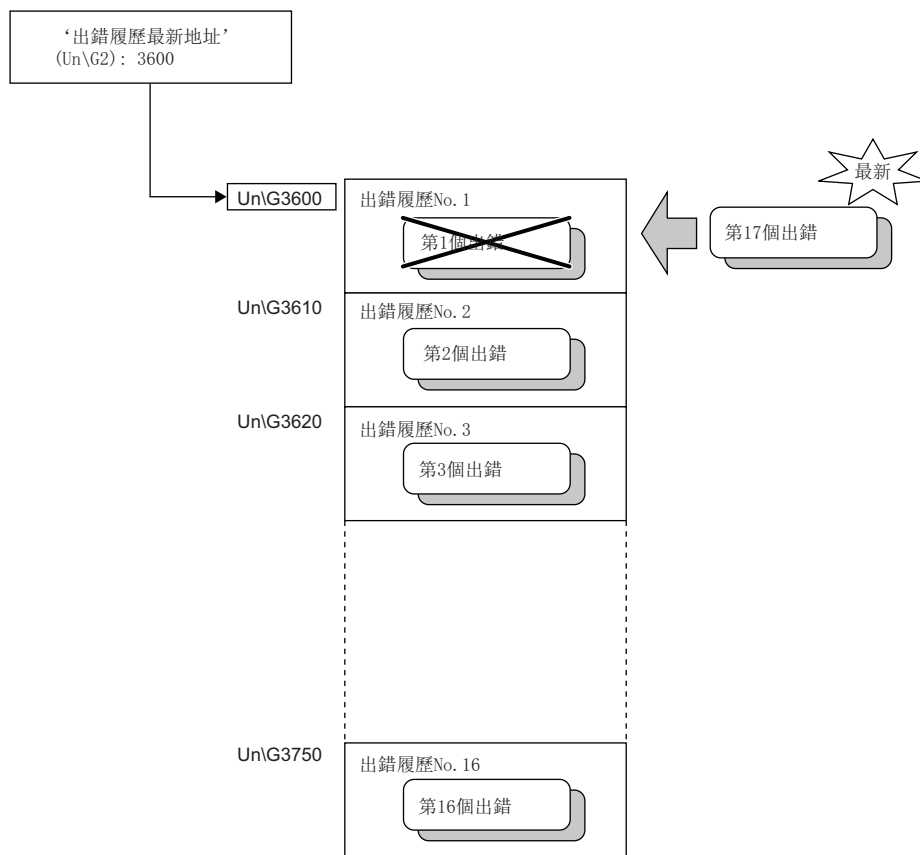 ‘出錯履歷最新地址’
(Un\G2): 3600
最新
Un\G3600
出錯履歷No.1
第1個出錯
第17個出錯
Un\G3610
出錯履歷No.2
第2個出錯
Un\G3620
出錯履歷No.3
第3個出錯
Un\G3750
出錯履歷No.16
第16個出錯